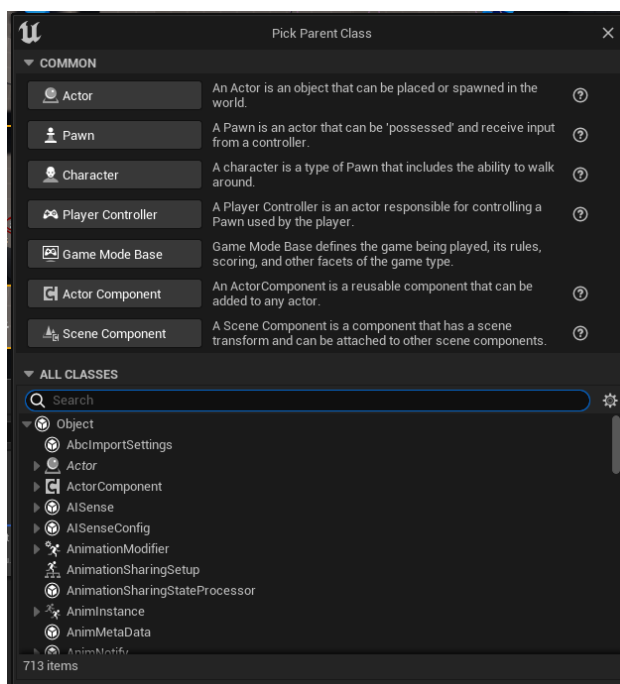 Pick Parent Class
COMMON
Actor
An Actor is an object that can be placed or spawned in the
world.
Pawn
A Pawn is an actor that can be 'possessed' and receive input
from a controller.
Character
A character is a type of Pawn that includes the ability to walk
around.
Player Controller
A Player Controller is an actor responsible for controlling a
Pawn used by the player.
Game Mode Base
Game Mode Base defines the game being played, its rules,
scoring, and other facets of the game type.
Actor Component
An ActorComponent is a reusable component that can be
added to any actor.
Scene Component
A Scene Component is a component that has a scene
transform and can be attached to other scene components.
ALL CLASSES
Search
Object
AbcImportSettings
Actor
ActorComponent
AISense
AISenseConfig
AnimationModifier
AnimationSharingSetup
AnimationSharingStateProcessor
AnimInstance
AnimMetaData
AnimNotify
713 items